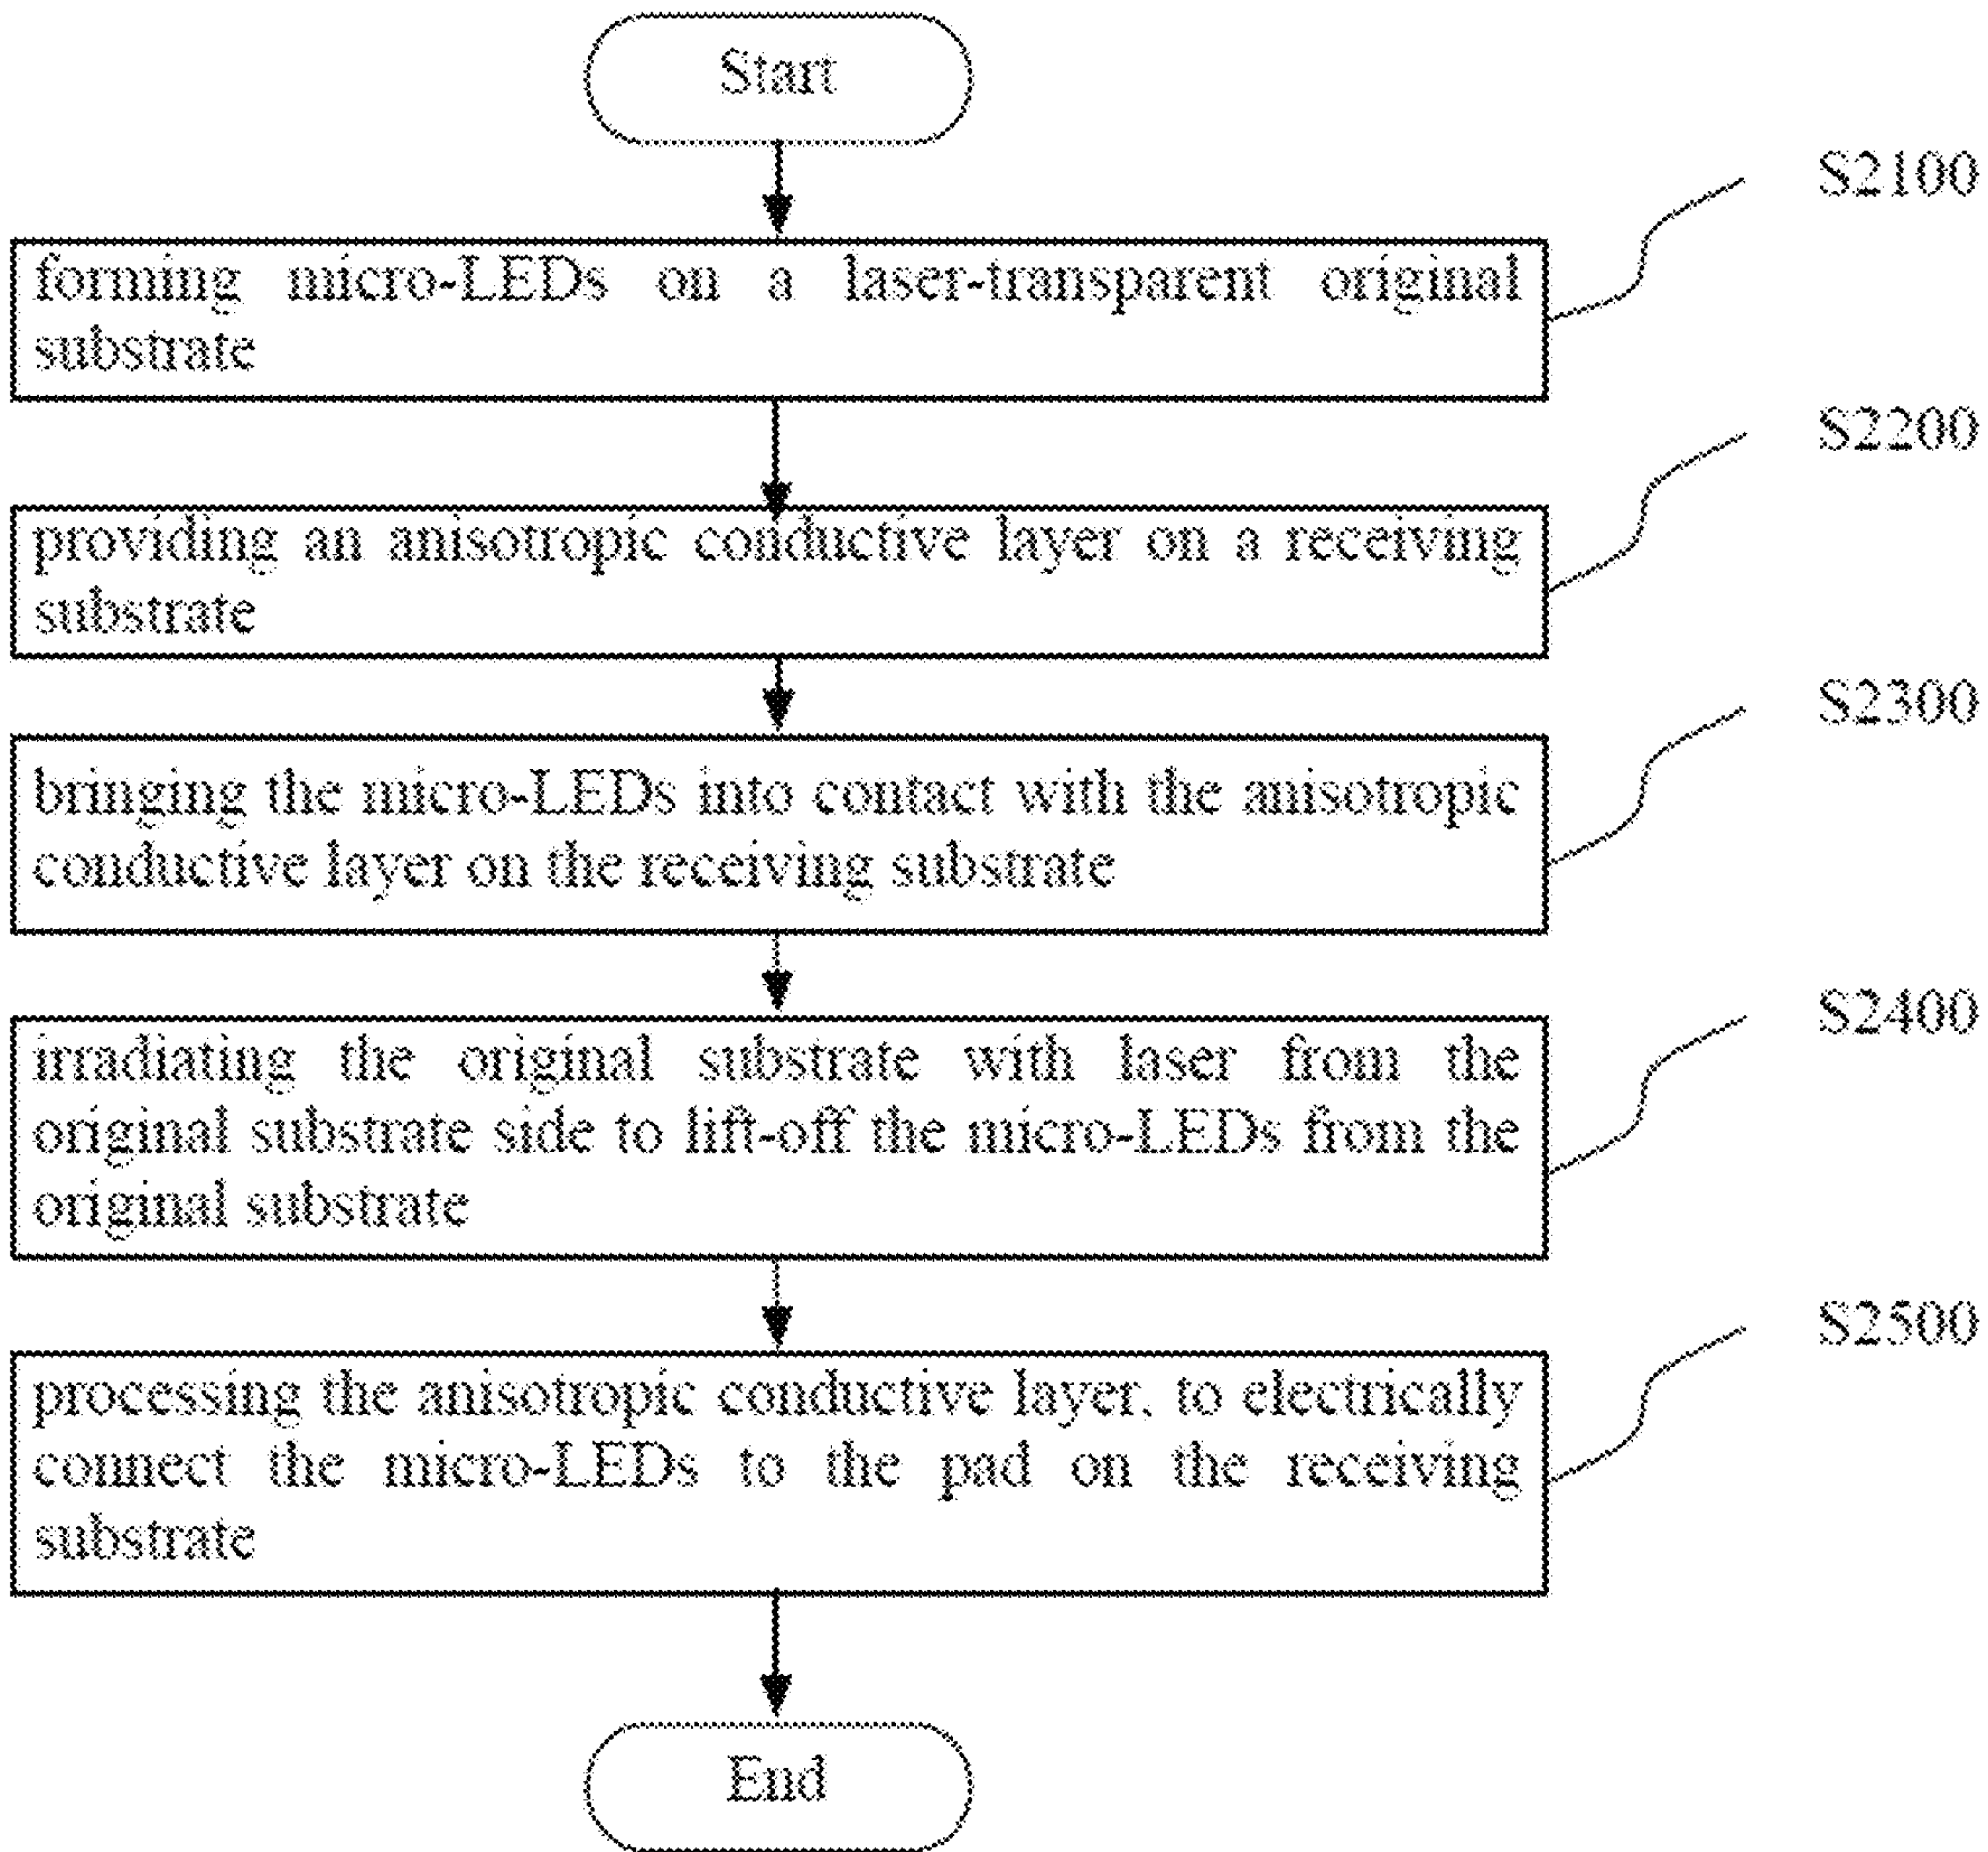 Start
S2100
forming micro-LEDs on a laser-transparent original
substrate
S2200
providing an anisotropic conductive layer on a receiving
substrate
S2300
bringing the micro-LEDs into contact with the anisotropic
conductive layer on the receiving substrate
S2400
irradiating the original substrate with laser from the
original substrate side to lift-off the micro-LEDs from the
original substrate
S2500
processing the anisotropic conductive layer, to electrically
connect the micro-LEDs to the pad on the receiving
substrate
End